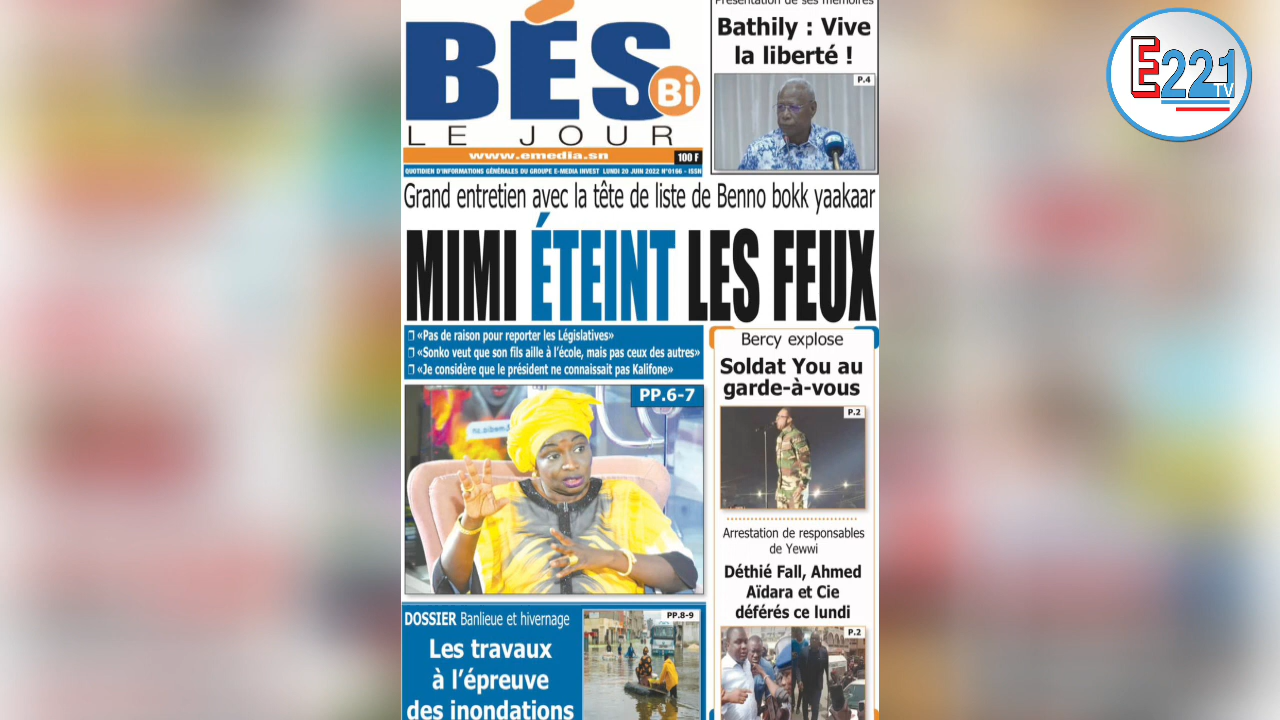 BÉS
Bi
LE JOUR
www.emedia.sn
100 F
QUOTIDIEN D'INFORMATIONS GÉNÉRALES DU GROUPE E-MEDIA INVEST LUNDI 20 JUIN 2022 N°0166 - ISSN
Présentation de ses mémoires
Bathily : Vive
la liberté !
P.4
E221
TV
Grand entretien avec la tête de liste de Benno bokk yaakaar
MIMI ÉTEINT LES FEUX
❒ «Pas de raison pour reporter les Législatives»
❒ «Sonko veut que son fils aille à l'école, mais pas ceux des autres»
❒ «Je considère que le président ne connaissait pas Kalifone»
PP.6-7
Bercy explose
Soldat You au
garde-à-vous
P.2
Arrestation de responsables
de Yewwi
Déthié Fall, Ahmed
Aïdara et Cie
déférés ce lundi
P.2
DOSSIER Banlieue et hivernage
PP.8-9
Les travaux
à l'épreuve
des inondations